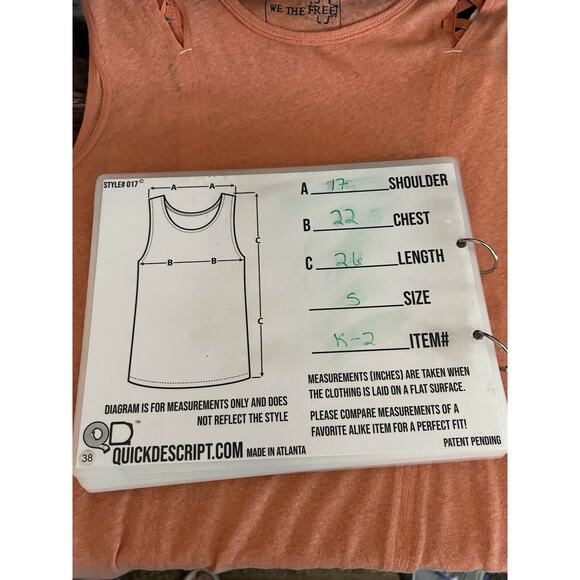 WE THE FREE
STYLE# 017©
A A
B B
C
C
A 17 SHOULDER
B 22 CHEST
C 26 LENGTH
S SIZE
K-2 ITEM#
MEASUREMENTS (INCHES) ARE TAKEN WHEN
THE CLOTHING IS LAID ON A FLAT SURFACE.
PLEASE COMPARE MEASUREMENTS OF A
FAVORITE ALIKE ITEM FOR A PERFECT FIT!
PATENT PENDING
DIAGRAM IS FOR MEASUREMENTS ONLY AND DOES
NOT REFLECT THE STYLE
QD™
QUICKDESCRIPT.COM MADE IN ATLANTA
38